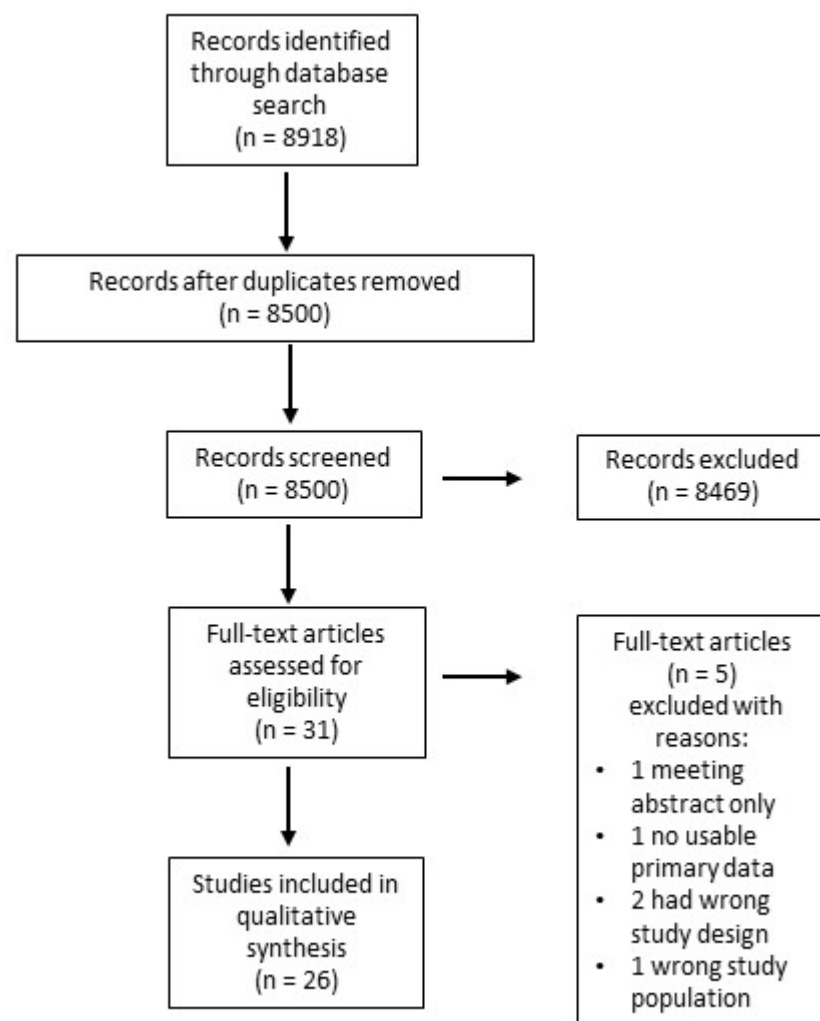 Records identified
through database
search
(n = 8918)
Records after duplicates removed
(n = 8500)
Records screened
(n = 8500)
Records excluded
(n = 8469)
Full-text articles
assessed for
eligibility
(n = 31)
Full-text articles
(n = 5)
excluded with
reasons:
• 1 meeting
abstract only
• 1 no usable
primary data
• 2 had wrong
study design
• 1 wrong study
population
Studies included in
qualitative
synthesis
(n = 26)